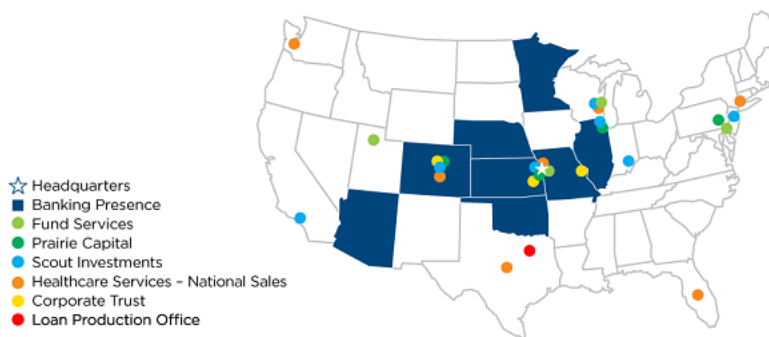 Headquarters
Banking Presence
Fund Services
Prairie Capital
Scout Investments
Healthcare Services – National Sales
Corporate Trust
Loan Production Office